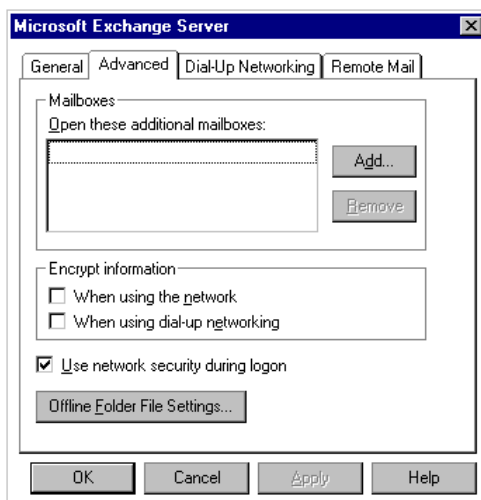 Microsoft Exchange Server
General Advanced Dial-Up Networking Remote Mail
Mailboxes
Open these additional mailboxes:
Add...
Remove
Encrypt information
When using the network
When using dial-up networking
Use network security during logon
Offline Folder File Settings...
OK Cancel Apply Help